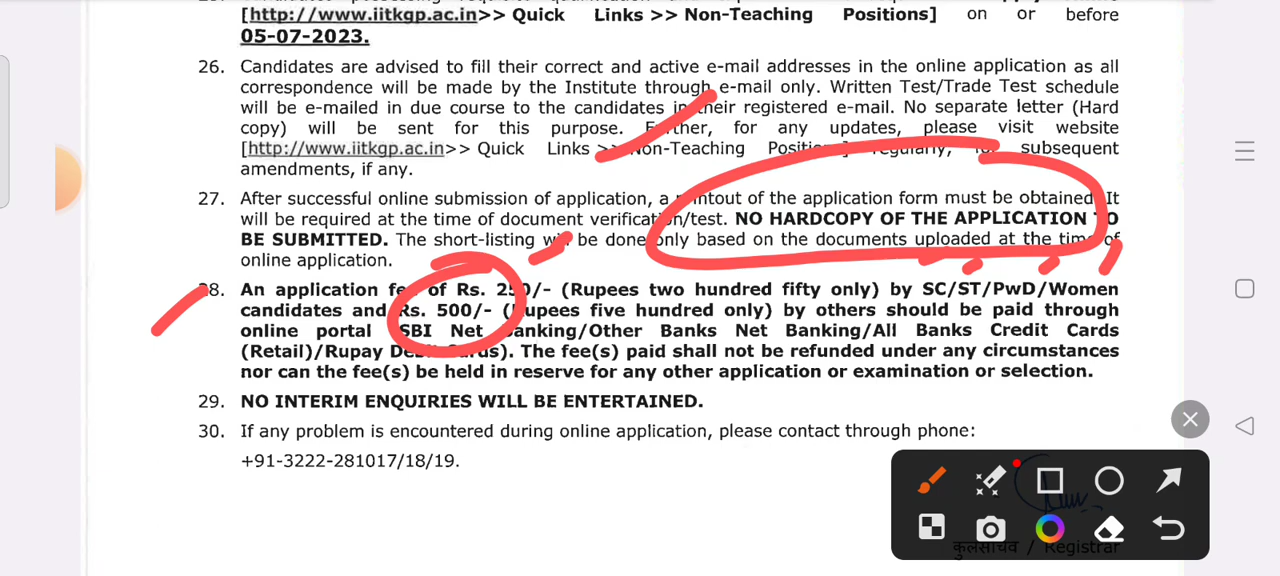 [http://www.iitkgp.ac.in>> Quick Links >> Non-Teaching Positions] on or before
05-07-2023.
26. Candidates are advised to fill their correct and active e-mail addresses in the online application as all
correspondence will be made by the Institute through e-mail only. Written Test/Trade Test schedule
will be e-mailed in due course to the candidates in their registered e-mail. No separate letter (Hard
copy) will be sent for this purpose. Further, for any updates, please visit website
[http://www.iitkgp.ac.in>> Quick Links >> Non-Teaching Positions] regularly, for subsequent
amendments, if any.
27. After successful online submission of application, a printout of the application form must be obtained. It
will be required at the time of document verification/test. NO HARDCOPY OF THE APPLICATION TO
BE SUBMITTED. The short-listing will be done only based on the documents uploaded at the time of
online application.
28. An application fee of Rs. 250/- (Rupees two hundred fifty only) by SC/ST/PwD/Women
candidates and Rs. 500/- (Rupees five hundred only) by others should be paid through
online portal (SBI Net Banking/Other Banks Net Banking/All Banks Credit Cards
(Retail)/Rupay Debit Cards). The fee(s) paid shall not be refunded under any circumstances
nor can the fee(s) be held in reserve for any other application or examination or selection.
29. NO INTERIM ENQUIRIES WILL BE ENTERTAINED.
30. If any problem is encountered during online application, please contact through phone:
+91-3222-281017/18/19.
कुलसचिव / Registrar